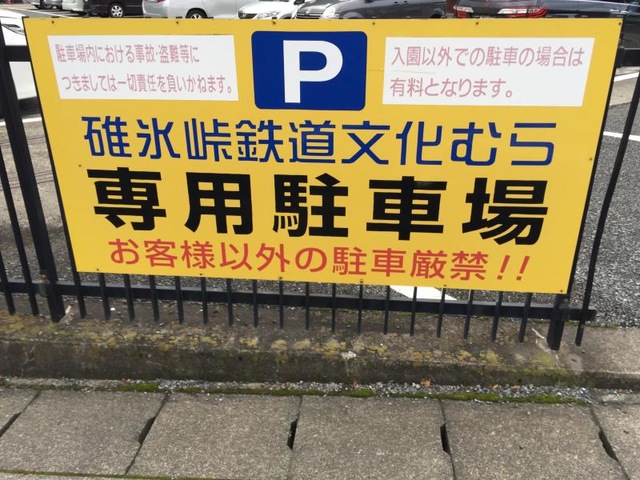 駐車場内における事故・盗難等に
つきましては一切責任を負いかねます。
P
入園以外での駐車の場合は
有料となります。
碓氷峠鉄道文化むら
専用駐車場
お客様以外の駐車厳禁!!